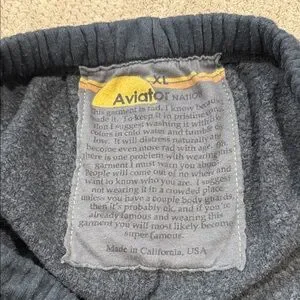 XL
Aviator NATION
this garment is rad. I know because
made it. To keep it in pristine
I suggest washing it with
colors in cold water and tumble
low. It will distress naturally and
become even more rad with age.
there is one problem with wearing this
garment I must warn you about
People will come out of no where and
want to know who you are. I suggest
not wearing it in a crowded place
unless you have a couple body guards,
then it's probably ok. and if you're
already famous and wearing this
garment you will most likely become
super famous.
Made in California, USA